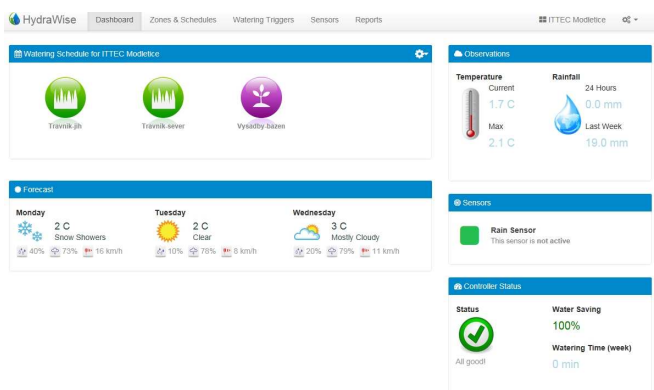 HydraWise Dashboard Zones & Schedules Watering Triggers Sensors Reports ITTEC Modletice
Watering Schedule for ITTEC Modletice
Travnik-jih Travnik-sever Vysadby-bazen
Forecast
Monday Tuesday Wednesday
2 C 2 C 3 C
Snow Showers Clear Mostly Cloudy
40% 73% 16 km/h 10% 78% 8 km/h 20% 79% 11 km/h
Observations
Temperature Rainfall
Current 24 Hours
1.7 C 0.0 mm
Max Last Week
2.1 C 19.0 mm
Sensors
Rain Sensor
This sensor is not active
Controller Status
Status Water Saving
100%
Watering Time (week)
All good! 0 min